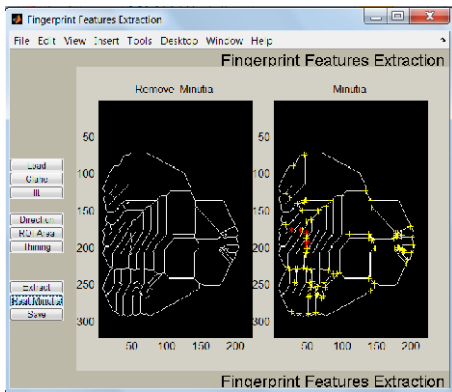 Fingerprint Features Extraction
File Edit View Insert Tools Desktop Window Help
Fingerprint Features Extraction
Remove Minutia
Minutia
50
100
150
200
250
300
50 100 150 200
50
100
150
200
250
300
50 100 150 200
Load
Direction
ROI Area
Thining
Extract
Real Minutia
Save
Fingerprint Features Extraction